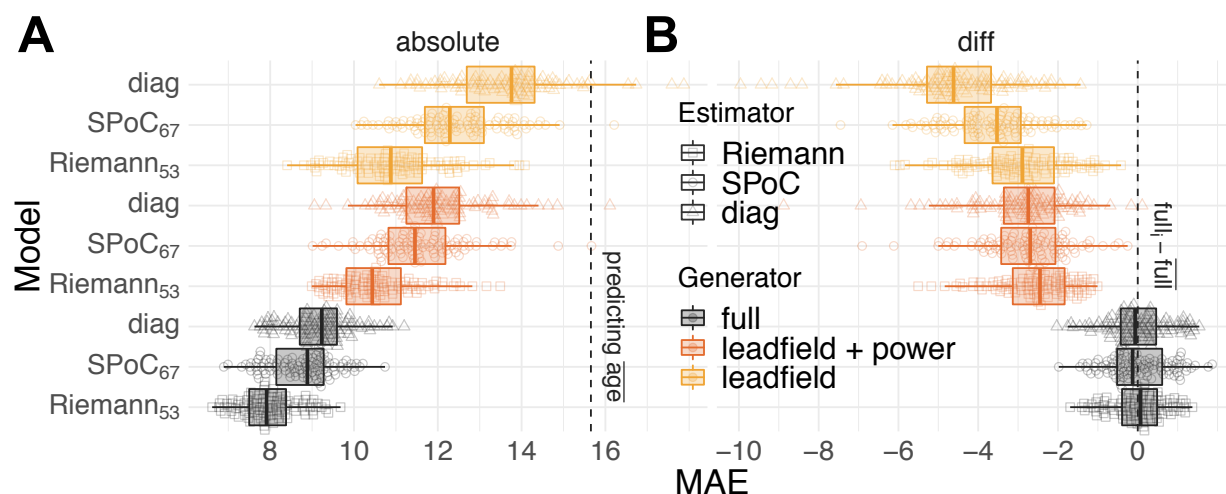 A
B
absolute
diff
Model
diag
SPoC67
Riemann53
diag
SPoC67
Riemann53
diag
SPoC67
Riemann53
predicting age
Estimator
Riemann
SPoC
diag
Generator
full
leadfield + power
leadfield
fulli − full
8 10 12 14 16
−10 −8 −6 −4 −2 0
MAE